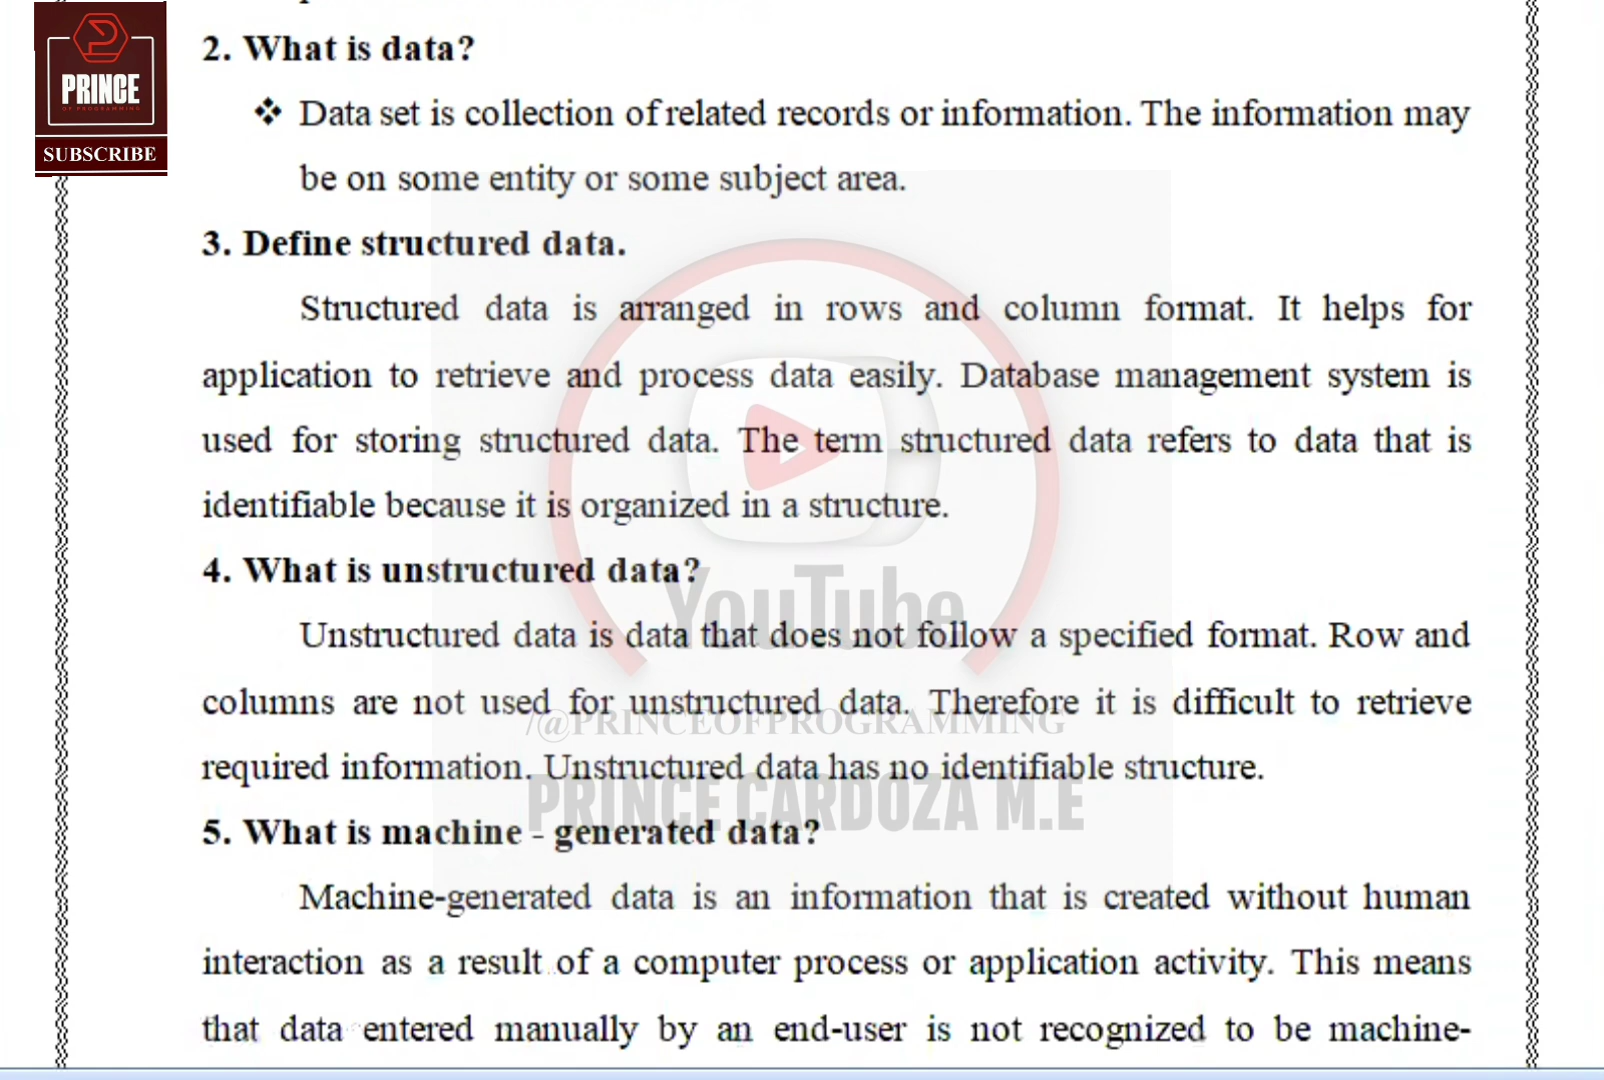 PRINCE
OF PROGRAMMING
SUBSCRIBE
2. What is data?
❖ Data set is collection of related records or information. The information may
be on some entity or some subject area.
3. Define structured data.
Structured data is arranged in rows and column format. It helps for
application to retrieve and process data easily. Database management system is
used for storing structured data. The term structured data refers to data that is
identifiable because it is organized in a structure.
4. What is unstructured data?
YouTube
Unstructured data is data that does not follow a specified format. Row and
columns are not used for unstructured data. Therefore it is difficult to retrieve
/@PRINCEOFPROGRAMMING
required information. Unstructured data has no identifiable structure.
PRINCE CARDOZA M.E
5. What is machine - generated data?
Machine-generated data is an information that is created without human
interaction as a result of a computer process or application activity. This means
that data entered manually by an end-user is not recognized to be machine-